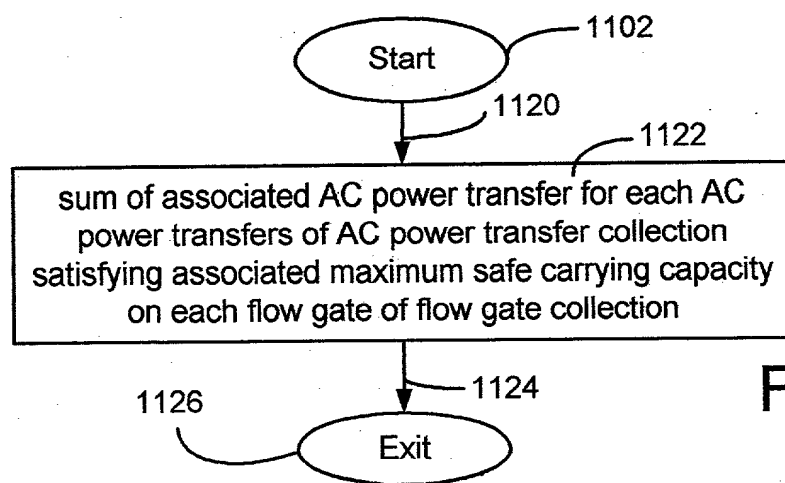 1102
Start
1120
1122
sum of associated AC power transfer for each AC
power transfers of AC power transfer collection
satisfying associated maximum safe carrying capacity
on each flow gate of flow gate collection
1124
F
1126
Exit